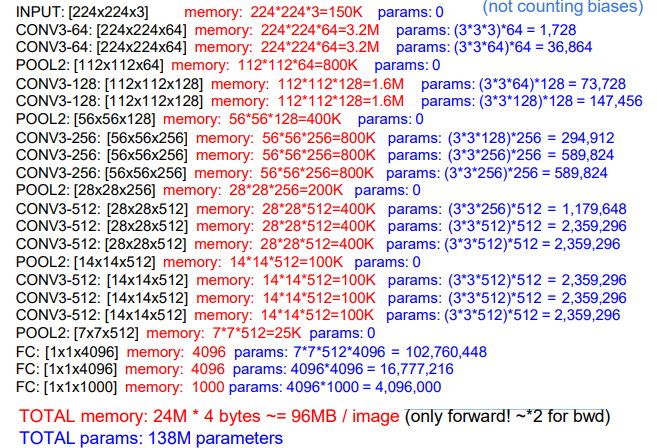 (not counting biases)
INPUT: [224x224x3] memory: 224*224*3=150K params: 0
CONV3-64: [224x224x64] memory: 224*224*64=3.2M params: (3*3*3)*64 = 1,728
CONV3-64: [224x224x64] memory: 224*224*64=3.2M params: (3*3*64)*64 = 36,864
POOL2: [112x112x64] memory: 112*112*64=800K params: 0
CONV3-128: [112x112x128] memory: 112*112*128=1.6M params: (3*3*64)*128 = 73,728
CONV3-128: [112x112x128] memory: 112*112*128=1.6M params: (3*3*128)*128 = 147,456
POOL2: [56x56x128] memory: 56*56*128=400K params: 0
CONV3-256: [56x56x256] memory: 56*56*256=800K params: (3*3*128)*256 = 294,912
CONV3-256: [56x56x256] memory: 56*56*256=800K params: (3*3*256)*256 = 589,824
CONV3-256: [56x56x256] memory: 56*56*256=800K params: (3*3*256)*256 = 589,824
POOL2: [28x28x256] memory: 28*28*256=200K params: 0
CONV3-512: [28x28x512] memory: 28*28*512=400K params: (3*3*256)*512 = 1,179,648
CONV3-512: [28x28x512] memory: 28*28*512=400K params: (3*3*512)*512 = 2,359,296
CONV3-512: [28x28x512] memory: 28*28*512=400K params: (3*3*512)*512 = 2,359,296
POOL2: [14x14x512] memory: 14*14*512=100K params: 0
CONV3-512: [14x14x512] memory: 14*14*512=100K params: (3*3*512)*512 = 2,359,296
CONV3-512: [14x14x512] memory: 14*14*512=100K params: (3*3*512)*512 = 2,359,296
CONV3-512: [14x14x512] memory: 14*14*512=100K params: (3*3*512)*512 = 2,359,296
POOL2: [7x7x512] memory: 7*7*512=25K params: 0
FC: [1x1x4096] memory: 4096 params: 7*7*512*4096 = 102,760,448
FC: [1x1x4096] memory: 4096 params: 4096*4096 = 16,777,216
FC: [1x1x1000] memory: 1000 params: 4096*1000 = 4,096,000
TOTAL memory: 24M * 4 bytes ~= 96MB / image (only forward! ~*2 for bwd)
TOTAL params: 138M parameters